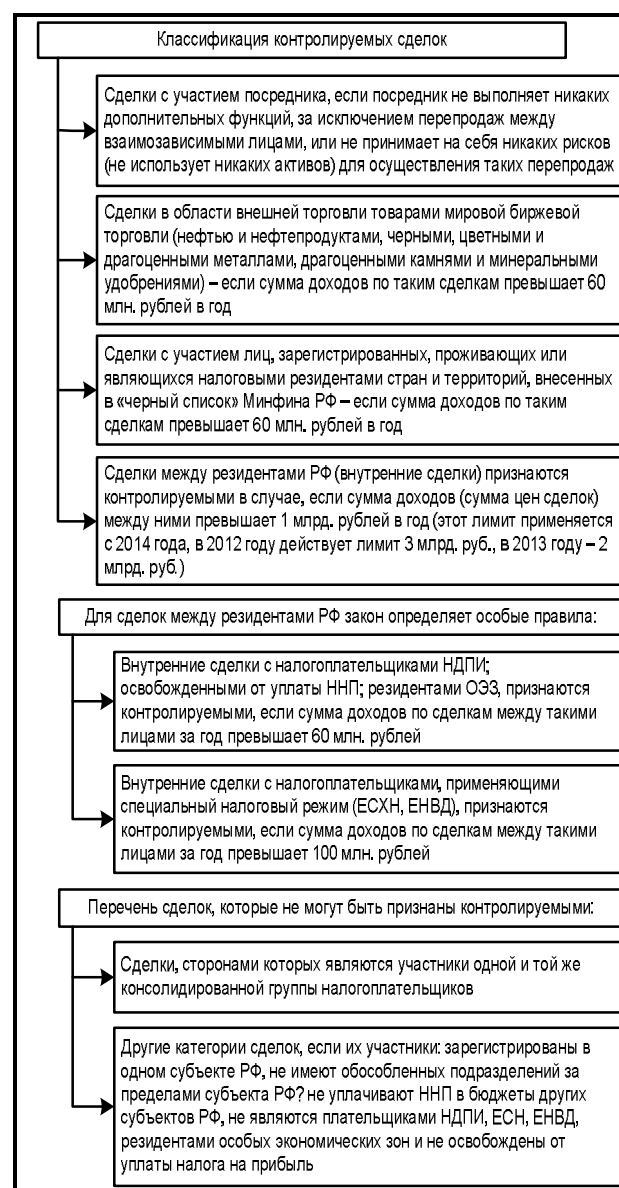 Классификация контролируемых сделок
Сделки с участием посредника, если посредник не выполняет никаких
дополнительных функций, за исключением перепродаж между
взаимозависимыми лицами, или не принимает на себя никаких рисков
(не использует никаких активов) для осуществления таких перепродаж
Сделки в области внешней торговли товарами мировой биржевой
торговли (нефтью и нефтепродуктами, черными, цветными и
драгоценными металлами, драгоценными камнями и минеральными
удобрениями) – если сумма доходов по таким сделкам превышает 60
млн. рублей в год
Сделки с участием лиц, зарегистрированных, проживающих или
являющихся налоговыми резидентами стран и территорий, внесенных
в «черный список» Минфина РФ – если сумма доходов по таким
сделкам превышает 60 млн. рублей в год
Сделки между резидентами РФ (внутренние сделки) признаются
контролируемыми в случае, если сумма доходов (сумма цен сделок)
между ними превышает 1 млрд. рублей в год (этот лимит применяется
с 2014 года, в 2012 году действует лимит 3 млрд. руб., в 2013 году – 2
млрд. руб.)
Для сделок между резидентами РФ закон определяет особые правила:
Внутренние сделки с налогоплательщиками НДПИ;
освобожденными от уплаты ННП; резидентами ОЭЗ, признаются
контролируемыми, если сумма доходов по сделкам между такими
лицами за год превышает 60 млн. рублей
Внутренние сделки с налогоплательщиками, применяющими
специальный налоговый режим (ЕСХН, ЕНВД), признаются
контролируемыми, если сумма доходов по сделкам между такими
лицами за год превышает 100 млн. рублей
Перечень сделок, которые не могут быть признаны контролируемыми:
Сделки, сторонами которых являются участники одной и той же
консолидированной группы налогоплательщиков
Другие категории сделок, если их участники: зарегистрированы в
одном субъекте РФ, не имеют обособленных подразделений за
пределами субъекта РФ? не уплачивают ННП в бюджеты других
субъектов РФ, не являются плательщиками НДПИ, ЕСН, ЕНВД,
резидентами особых экономических зон и не освобождены от
уплаты налога на прибыль